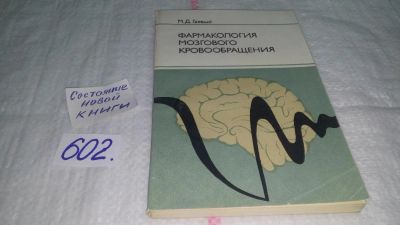 М.Д. Гаевый
ФАРМАКОЛОГИЯ
МОЗГОВОГО
КРОВООБРАЩЕНИЯ
Состояние
новой
книги
602.